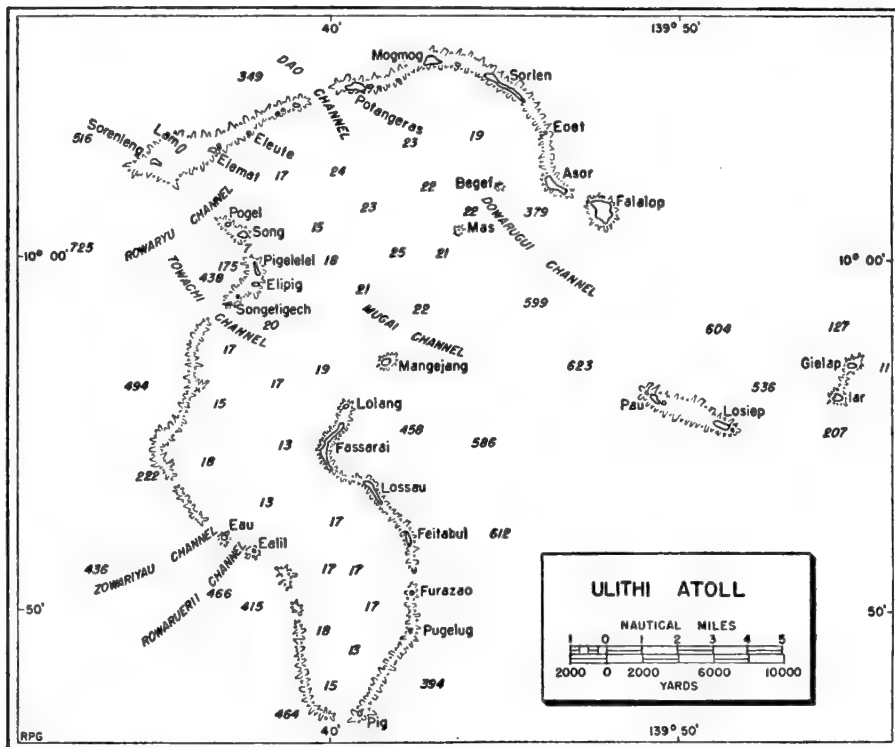 40'
139° 50'
Mogmog
DAO CHANNEL
349
Sorlen
Potangeras
516
Sorenleng
Lam
Eleute
Elemat
23
19
Eoet
17
24
22
Begef
Asor
Falalop
ROWARYU CHANNEL
Pogel
Song
23
15
22
Mas
379
DOWARUGUI CHANNEL
10° 00'
725
TOWACHI CHANNEL
438
175
Pigelelel
Elipig
18
25
21
10° 00'
Songetigech
20
21
MUGAI CHANNEL
22
599
17
604
127
494
17
19
Mangejang
623
Gielap
11
15
Lolang
Pau
536
Iar
Losiep
222
18
13
Fassarai
458
586
207
13
Lossau
Eau
17
Feitabul
612
Ealil
ZOWARIYAU CHANNEL
436
ROWARUERII CHANNEL
466
415
17
17
Furazao
50'
17
50'
18
13
Pugelug
15
394
464
Pig
ULITHI ATOLL
NAUTICAL MILES
1 0 1 2 3 4 5
2000 0 2000 6000 10000
YARDS
RPG
40'
139° 50'